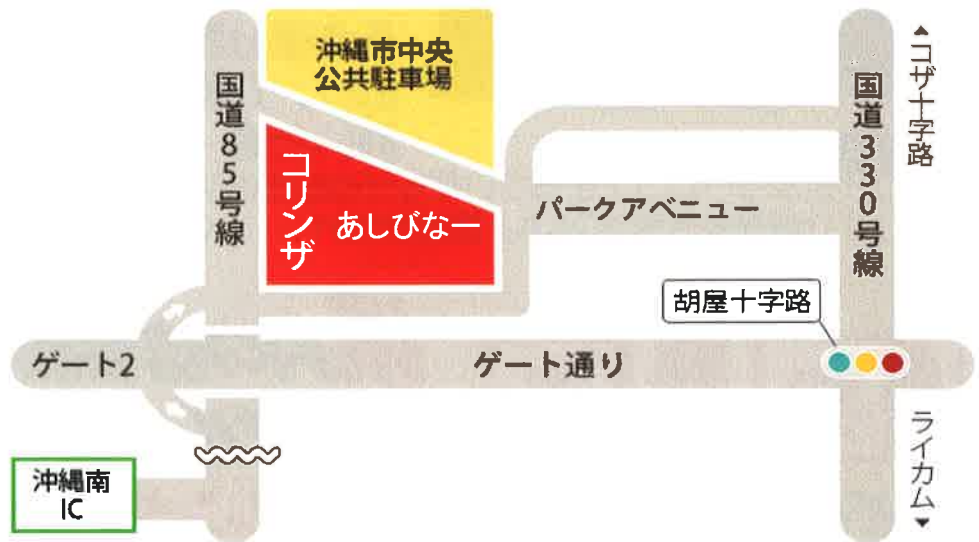 沖縄市中央
公共駐車場
国道85号線
国道330号線
▲コザ十字路
コリンザ
あしびなー
パークアベニュー
胡屋十字路
ゲート2
ゲート通り
ライカム▼
沖縄南
IC